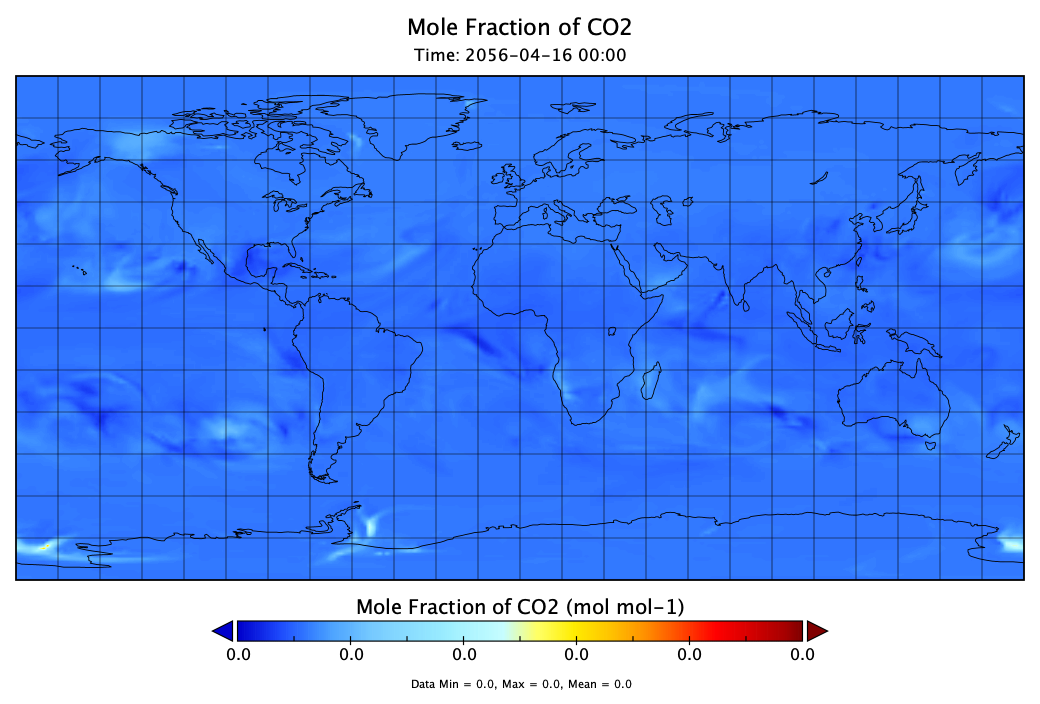 Mole Fraction of CO2
Time: 2056-04-16 00:00
Mole Fraction of CO2 (mol mol-1)
0.0 0.0 0.0 0.0 0.0 0.0
Data Min = 0.0, Max = 0.0, Mean = 0.0